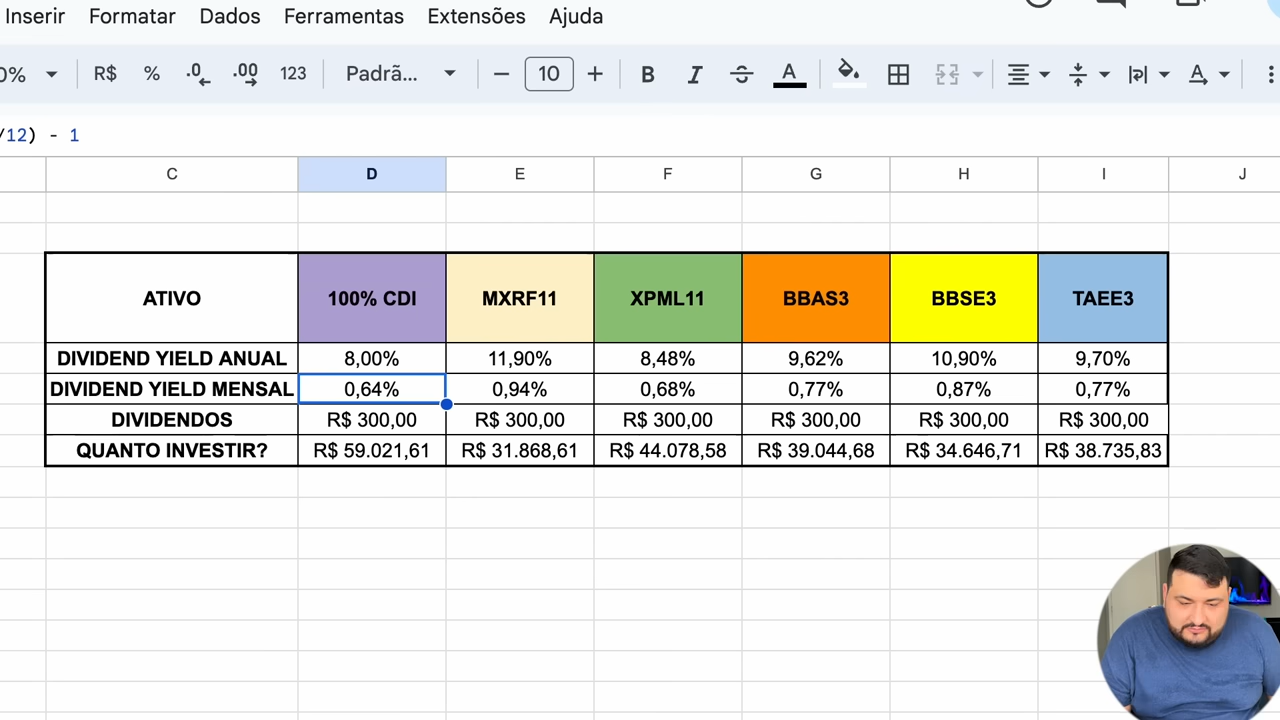 Inserir Formatar Dados Ferramentas Extensões Ajuda
0% R$ % .0 .00 123 Padrã... − 10 + B I S A A
/12) - 1
C D E F G H I J
ATIVO 100% CDI MXRF11 XPML11 BBAS3 BBSE3 TAEE3
DIVIDEND YIELD ANUAL 8,00% 11,90% 8,48% 9,62% 10,90% 9,70%
DIVIDEND YIELD MENSAL 0,64% 0,94% 0,68% 0,77% 0,87% 0,77%
DIVIDENDOS R$ 300,00 R$ 300,00 R$ 300,00 R$ 300,00 R$ 300,00 R$ 300,00
QUANTO INVESTIR? R$ 59.021,61 R$ 31.868,61 R$ 44.078,58 R$ 39.044,68 R$ 34.646,71 R$ 38.735,83